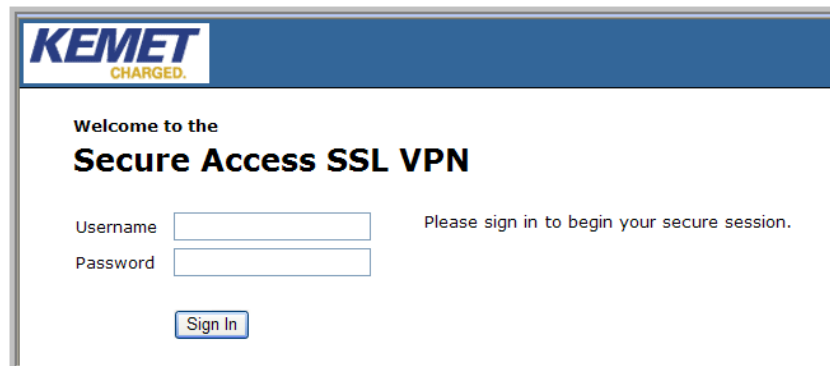 KEMET
CHARGED.
Welcome to the
Secure Access SSL VPN
Username
Please sign in to begin your secure session.
Password
Sign In